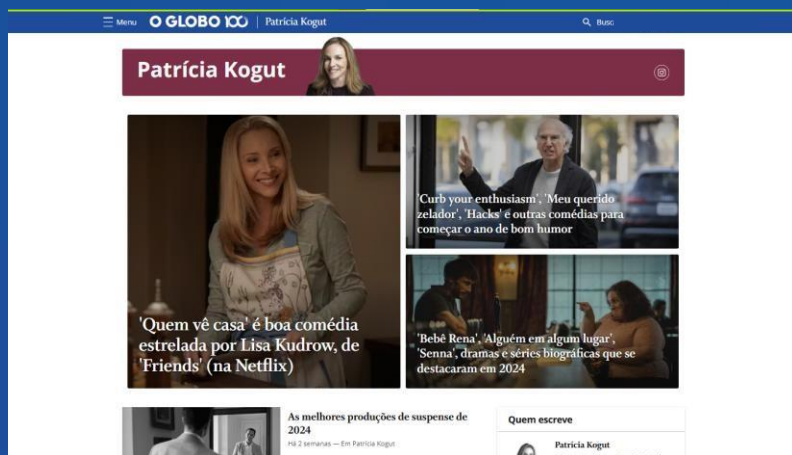 Menu O GLOBO 100 | Patrícia Kogut Busc
Patrícia Kogut
'Quem vê casa' é boa comédia
estrelada por Lisa Kudrow, de
'Friends' (na Netflix)
'Curb your enthusiasm', 'Meu querido
zelador', 'Hacks' e outras comédias para
começar o ano de bom humor
'Bebê Rena', 'Alguém em algum lugar',
'Senna', dramas e séries biográficas que se
destacaram em 2024
As melhores produções de suspense de
2024
Há 2 semanas — Em Patrícia Kogut
Quem escreve
Patrícia Kogut